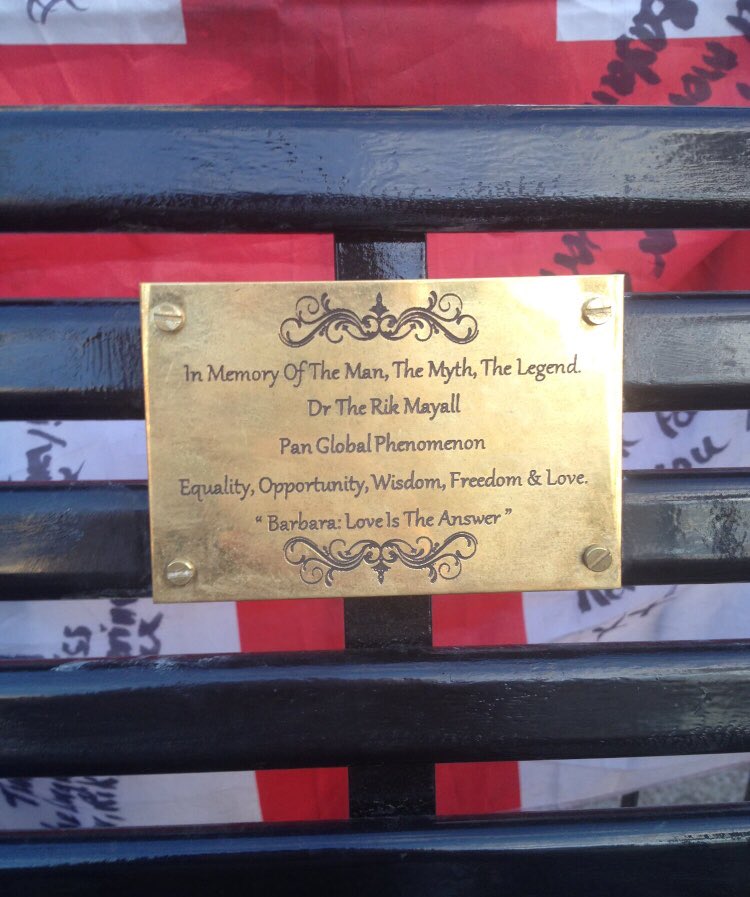 In Memory Of The Man, The Myth, The Legend.
Dr The Rik Mayall
Pan Global Phenomenon
Equality, Opportunity, Wisdom, Freedom & Love.
“ Barbara: Love Is The Answer ”